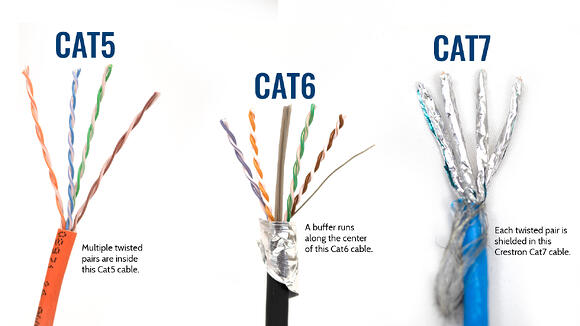 CAT5
Multiple twisted
pairs are inside
this Cat5 cable.
CAT6
A buffer runs
along the center
of this Cat6 cable.
CAT7
Each twisted pair is
shielded in this
Crestron Cat7 cable.